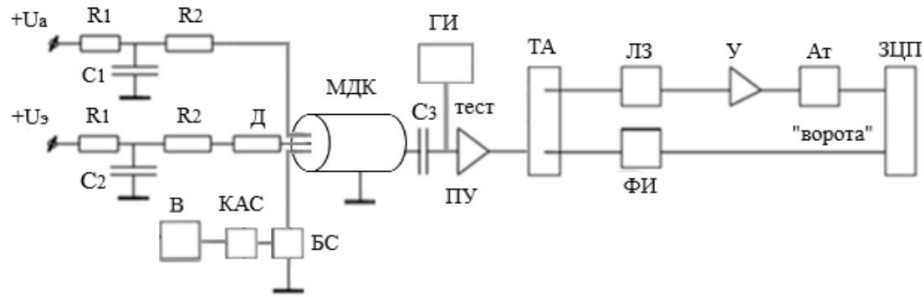 +Uа R1 R2 ГИ ТА ЛЗ У Ат ЗЦП
C1 МДК C3 тест
+Uэ R1 R2 Д "ворота"
C2 ПУ ФИ
В КАС БС